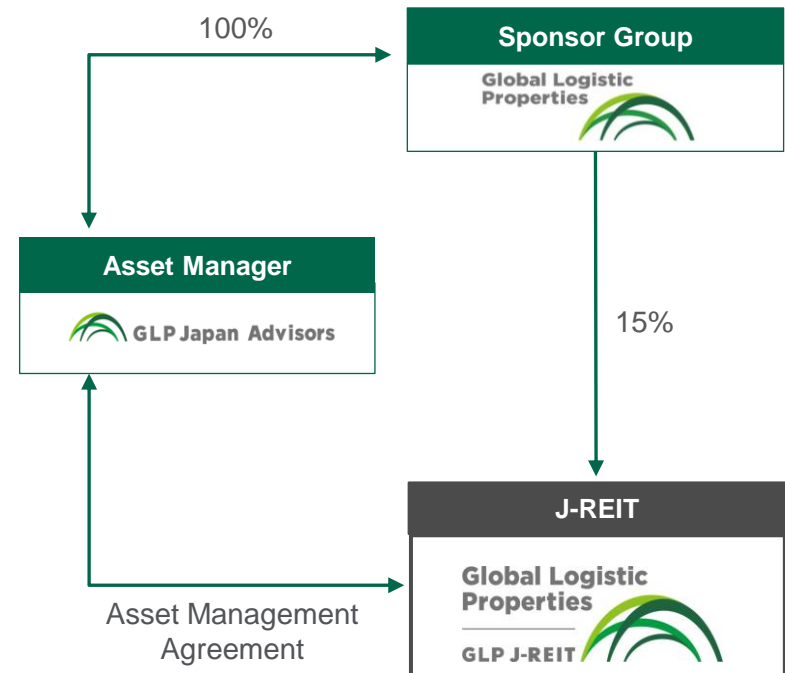 100%
Sponsor Group
Global Logistic
Properties
Asset Manager
GLP Japan Advisors
15%
J-REIT
Global Logistic
Properties
GLP J-REIT
Asset Management
Agreement